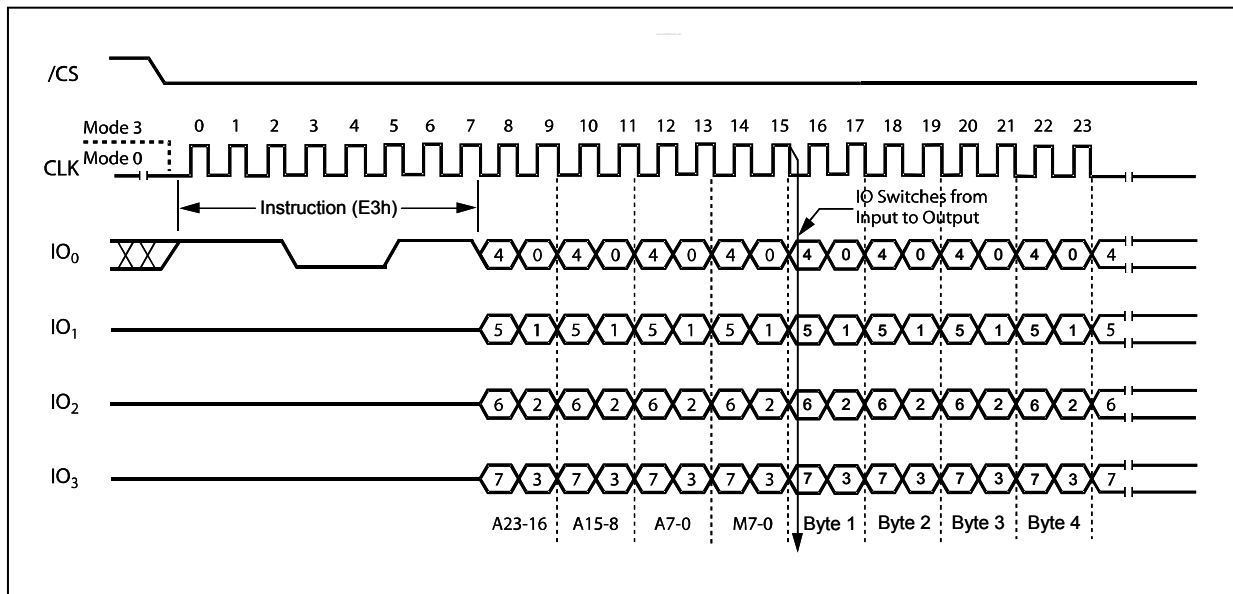 /CS
Mode 3
0 1 2 3 4 5 6 7 8 9 10 11 12 13 14 15 16 17 18 19 20 21 22 23
Mode 0
CLK
IO Switches from
Input to Output
Instruction (E3h)
IO0 4 0 4 0 4 0 4 0 4 0 4 0 4 0 4 0 4
IO1 5 1 5 1 5 1 5 1 5 1 5 1 5 1 5 1 5
IO2 6 2 6 2 6 2 6 2 6 2 6 2 6 2 6 2 6
IO3 7 3 7 3 7 3 7 3 7 3 7 3 7 3 7 3 7
A23-16 A15-8 A7-0 M7-0 Byte 1 Byte 2 Byte 3 Byte 4